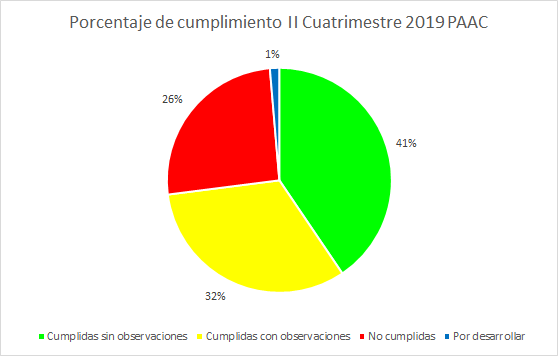 Porcentaje de cumplimiento II Cuatrimestre 2019 PAAC
1%
26%
41%
32%
Cumplidas sin observaciones Cumplidas con observaciones No cumplidas Por desarrollar